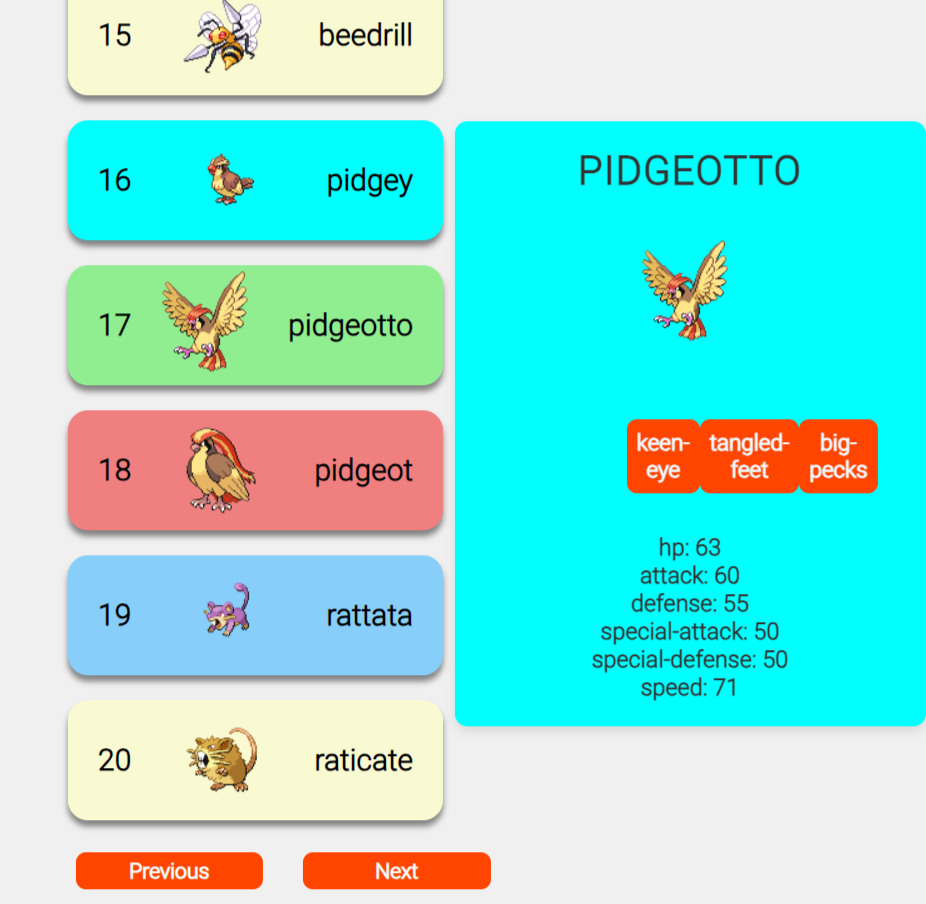 15 beedrill
16 pidgey
17 pidgeotto
18 pidgeot
19 rattata
20 raticate
Previous Next
PIDGEOTTO
keen-
eye
tangled-
feet
big-
pecks
hp: 63
attack: 60
defense: 55
special-attack: 50
special-defense: 50
speed: 71